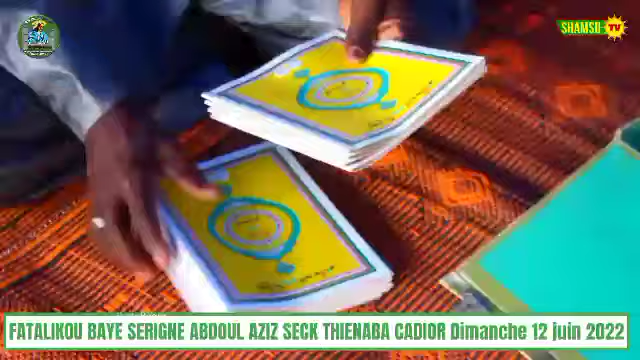 SHAMSU TV
FATALIKOU BAYE SERIGNE ABDOUL AZIZ SECK THIENABA CADIOR Dimanche 12 juin 2022